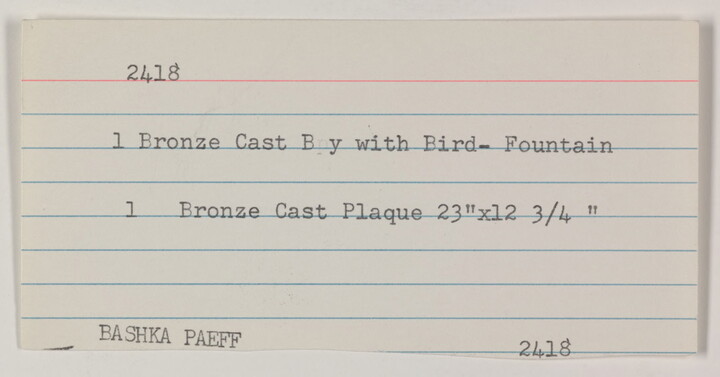 2418
1 Bronze Cast B y with Bird- Fountain
1 Bronze Cast Plaque 23"x12 3/4 "
BASHKA PAEFF
2418